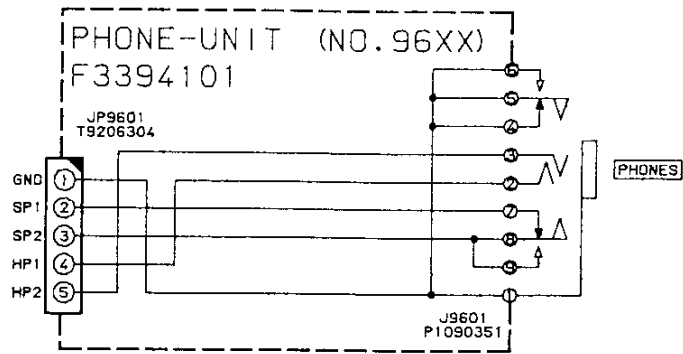 PHONE-UNIT (NO. 96XX)
F3394101
JP9601
T9206304
GND 1
SP1 2
SP2 3
HP1 4
HP2 5
6
5
4
3
2
7
8
9
1
PHONES
J9601
P1090351